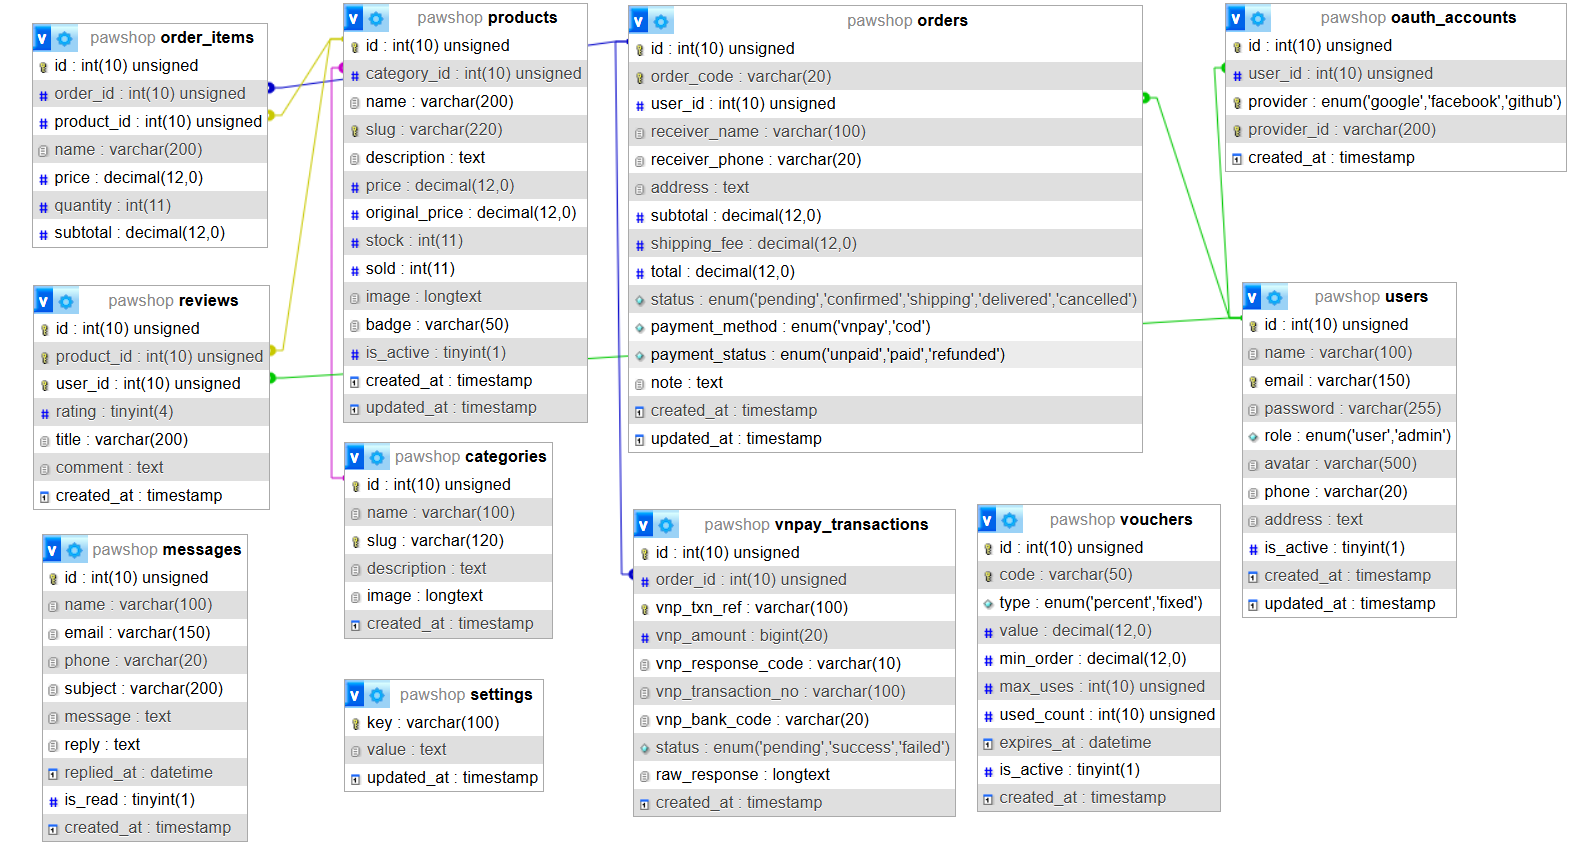 pawshop order_items
id : int(10) unsigned
order_id : int(10) unsigned
product_id : int(10) unsigned
name : varchar(200)
price : decimal(12,0)
quantity : int(11)
subtotal : decimal(12,0)
pawshop products
id : int(10) unsigned
category_id : int(10) unsigned
name : varchar(200)
slug : varchar(220)
description : text
price : decimal(12,0)
original_price : decimal(12,0)
stock : int(11)
sold : int(11)
image : longtext
badge : varchar(50)
is_active : tinyint(1)
created_at : timestamp
updated_at : timestamp
pawshop orders
id : int(10) unsigned
order_code : varchar(20)
user_id : int(10) unsigned
receiver_name : varchar(100)
receiver_phone : varchar(20)
address : text
subtotal : decimal(12,0)
shipping_fee : decimal(12,0)
total : decimal(12,0)
status : enum('pending','confirmed','shipping','delivered','cancelled')
payment_method : enum('vnpay','cod')
payment_status : enum('unpaid','paid','refunded')
note : text
created_at : timestamp
updated_at : timestamp
pawshop oauth_accounts
id : int(10) unsigned
user_id : int(10) unsigned
provider : enum('google','facebook','github')
provider_id : varchar(200)
created_at : timestamp
pawshop reviews
id : int(10) unsigned
product_id : int(10) unsigned
user_id : int(10) unsigned
rating : tinyint(4)
title : varchar(200)
comment : text
created_at : timestamp
pawshop users
id : int(10) unsigned
name : varchar(100)
email : varchar(150)
password : varchar(255)
role : enum('user','admin')
avatar : varchar(500)
phone : varchar(20)
address : text
is_active : tinyint(1)
created_at : timestamp
updated_at : timestamp
pawshop categories
id : int(10) unsigned
name : varchar(100)
slug : varchar(120)
description : text
image : longtext
created_at : timestamp
pawshop messages
id : int(10) unsigned
name : varchar(100)
email : varchar(150)
phone : varchar(20)
subject : varchar(200)
message : text
reply : text
replied_at : datetime
is_read : tinyint(1)
created_at : timestamp
pawshop settings
key : varchar(100)
value : text
updated_at : timestamp
pawshop vnpay_transactions
id : int(10) unsigned
order_id : int(10) unsigned
vnp_txn_ref : varchar(100)
vnp_amount : bigint(20)
vnp_response_code : varchar(10)
vnp_transaction_no : varchar(100)
vnp_bank_code : varchar(20)
status : enum('pending','success','failed')
raw_response : longtext
created_at : timestamp
pawshop vouchers
id : int(10) unsigned
code : varchar(50)
type : enum('percent','fixed')
value : decimal(12,0)
min_order : decimal(12,0)
max_uses : int(10) unsigned
used_count : int(10) unsigned
expires_at : datetime
is_active : tinyint(1)
created_at : timestamp